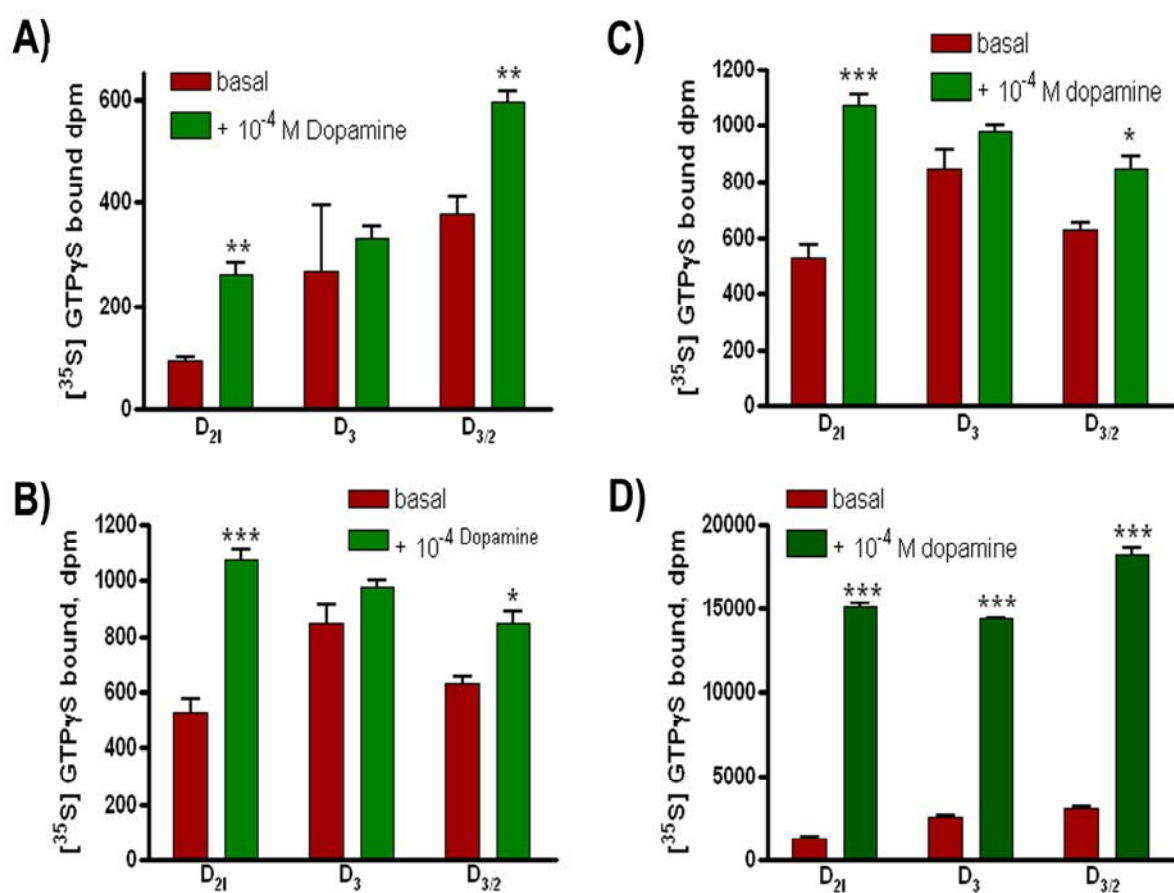 A)
[³⁵S] GTPγS bound dpm
basal
+ 10⁻⁴ M Dopamine
600
400
200
0
**
**
D₂ₗ
D₃
D₃/₂
C)
[³⁵S] GTPγS bound dpm
basal
+ 10⁻⁴ M dopamine
1200
1000
800
600
400
200
0
***
*
D₂ₗ
D₃
D₃/₂
B)
[³⁵S] GTPγS bound, dpm
basal
+ 10⁻⁴ Dopamine
1200
1000
800
600
400
200
0
***
*
D₂ₗ
D₃
D₃/₂
D)
[³⁵S] GTPγS bound, dpm
basal
+ 10⁻⁴ M dopamine
20000
15000
10000
5000
0
***
***
***
D₂ₗ
D₃
D₃/₂